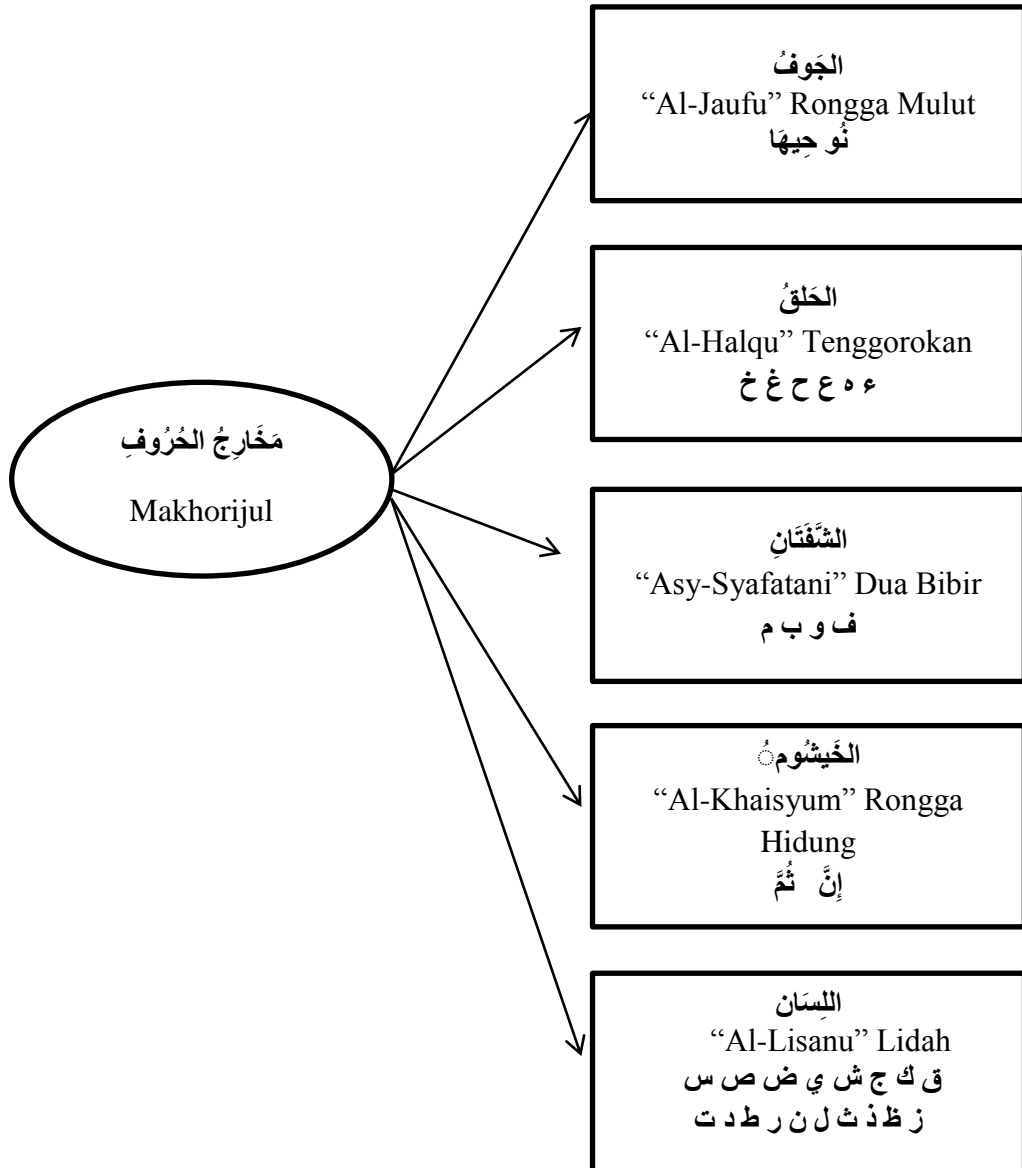 مَخَارِجُ الحُرُوفِ
Makhorijul
الجَوفُ
“Al-Jaufu” Rongga Mulut
نُو حِيهَا
الحَلقُ
“Al-Halqu” Tenggorokan
ء ه ع ح غ خ
الشَّفَتَانِ
“Asy-Syafatani” Dua Bibir
ف و ب م
الخَيشُومُ
“Al-Khaisyum” Rongga
Hidung
إِنَّ ثُمَّ
اللِسَان
“Al-Lisanu” Lidah
ق ك ج ش ي ض ص س
ز ظ ذ ث ل ن ر ط د ت